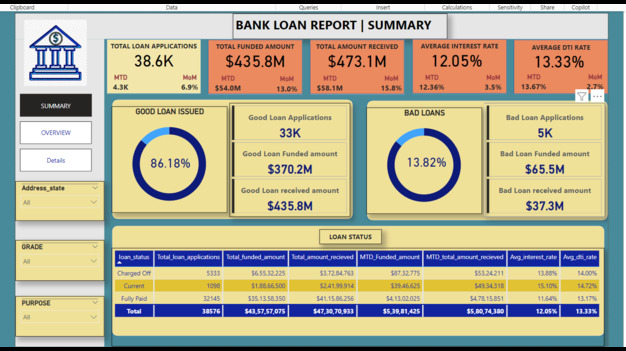 Clipboard Data Queries Insert Calculations Sensitivity Share Copilot
BANK LOAN REPORT | SUMMARY
TOTAL LOAN APPLICATIONS
38.6K
MTD MoM
4.3K 6.9%
TOTAL FUNDED AMOUNT
$435.8M
MTD MoM
$54.0M 13.0%
TOTAL AMOUNT RECEIVED
$473.1M
MTD MoM
$58.1M 15.8%
AVERAGE INTEREST RATE
12.05%
MTD MoM
12.36% 3.5%
AVERAGE DTI RATE
13.33%
MTD MoM
13.67% 2.7%
SUMMARY
OVERVIEW
Details
Address_state
All
GRADE
All
PURPOSE
All
GOOD LOAN ISSUED
86.18%
Good Loan Applications
33K
Good Loan Funded amount
$370.2M
Good Loan received amount
$435.8M
BAD LOANS
13.82%
Bad Loan Applications
5K
Bad Loan Funded amount
$65.5M
Bad Loan received amount
$37.3M
LOAN STATUS
loan_status Total_loan_applications Total_funded_amount Total_amount_recieved MTD_Funded_amount MTD_total_amount_recieved Avg_interest_rate Avg_dti_rate
Charged Off 5333 $6,55,32,225 $3,72,84,763 $87,32,775 $53,24,211 13.88% 14.00%
Current 1098 $1,88,66,500 $2,41,99,914 $39,46,625 $49,34,318 15.10% 14.72%
Fully Paid 32145 $35,13,58,350 $41,15,86,256 $4,13,02,025 $4,78,15,851 11.64% 13.17%
Total 38576 $43,57,57,075 $47,30,70,933 $5,39,81,425 $5,80,74,380 12.05% 13.33%